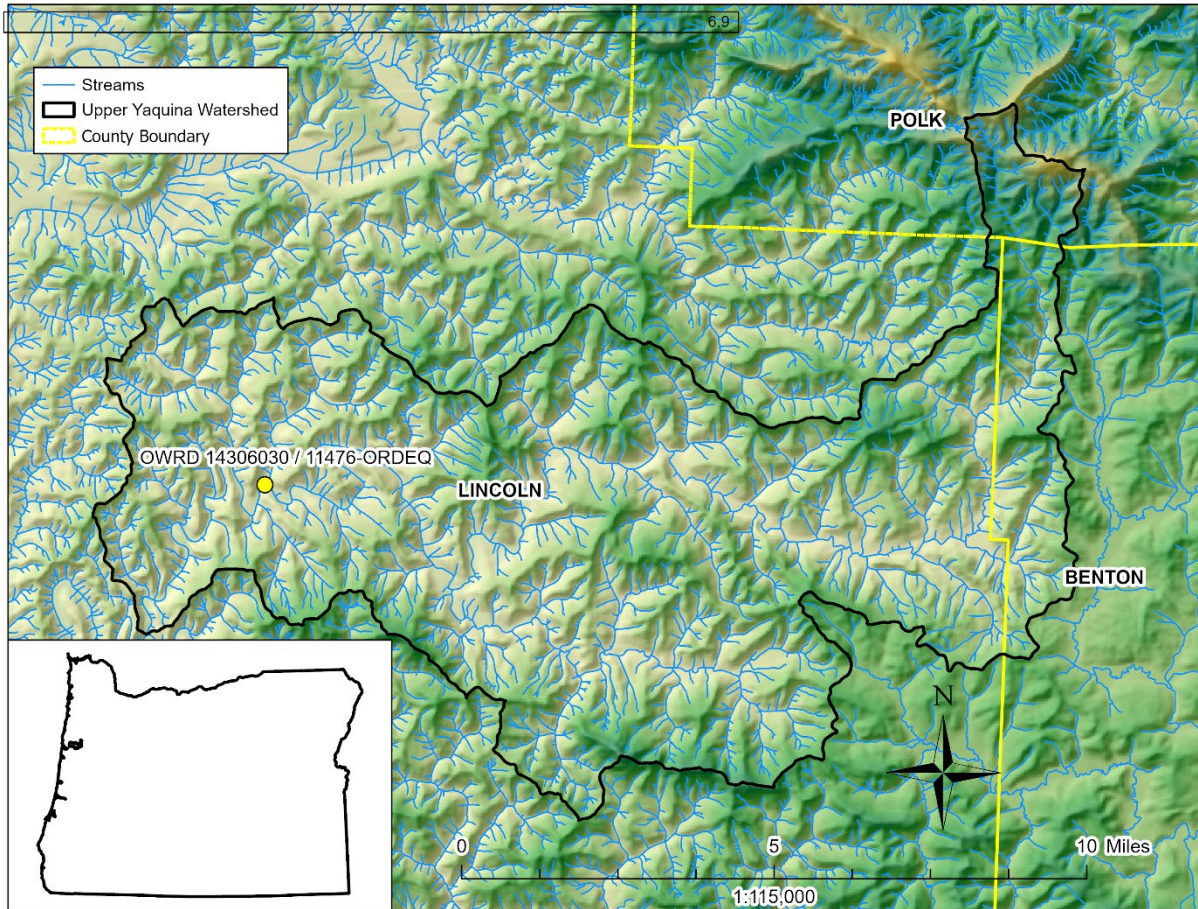 6,9
Streams
Upper Yaquina Watershed
County Boundary
POLK
OWRD 14306030 / 11476-ORDEQ
LINCOLN
BENTON
N
0 5 10 Miles
1:115,000